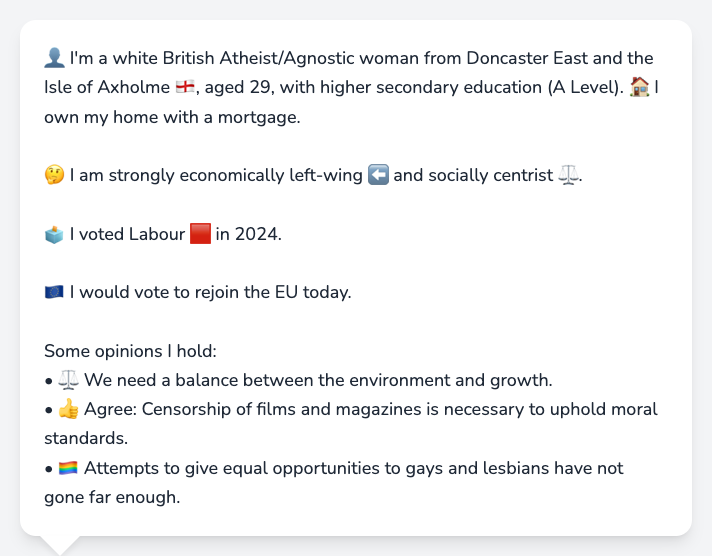 👤 I'm a white British Atheist/Agnostic woman from Doncaster East and the
Isle of Axholme 🏴󠁧󠁢󠁥󠁮󠁧󠁿, aged 29, with higher secondary education (A Level). 🏠 I
own my home with a mortgage.
🤔 I am strongly economically left-wing ⬅️ and socially centrist ⚖️.
🗳️ I voted Labour 🟥 in 2024.
🇪🇺 I would vote to rejoin the EU today.
Some opinions I hold:
• ⚖️ We need a balance between the environment and growth.
• 👍 Agree: Censorship of films and magazines is necessary to uphold moral
standards.
• 🏳️‍🌈 Attempts to give equal opportunities to gays and lesbians have not
gone far enough.